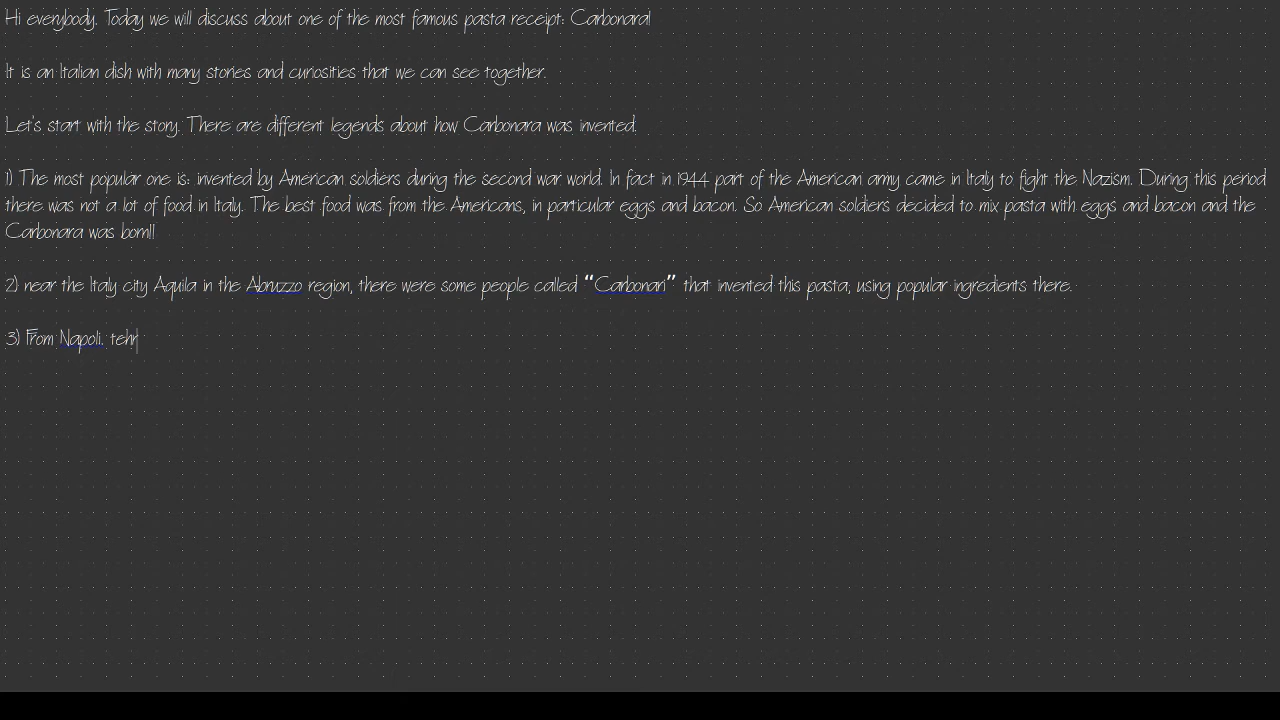 Hi everybody. Today we will discuss about one of the most famous pasta receipt: Carbonara!
It is an Italian dish with many stories and curiosities that we can see together.
Let's start with the story. There are different legends about how Carbonara was invented.
1) The most popular one is: invented by American soldiers during the second war world. In fact in 1944 part of the American army came in Italy to fight the Nazism. During this period
there was not a lot of food in Italy. The best food was from the Americans, in particular eggs and bacon. So American soldiers decided to mix pasta with eggs and bacon and the
Carbonara was born!!
2) near the Italy city Aquila in the Abruzzo region, there were some people called “Carbonari” that invented this pasta, using popular ingredients there.
3) From Napoli. tehr